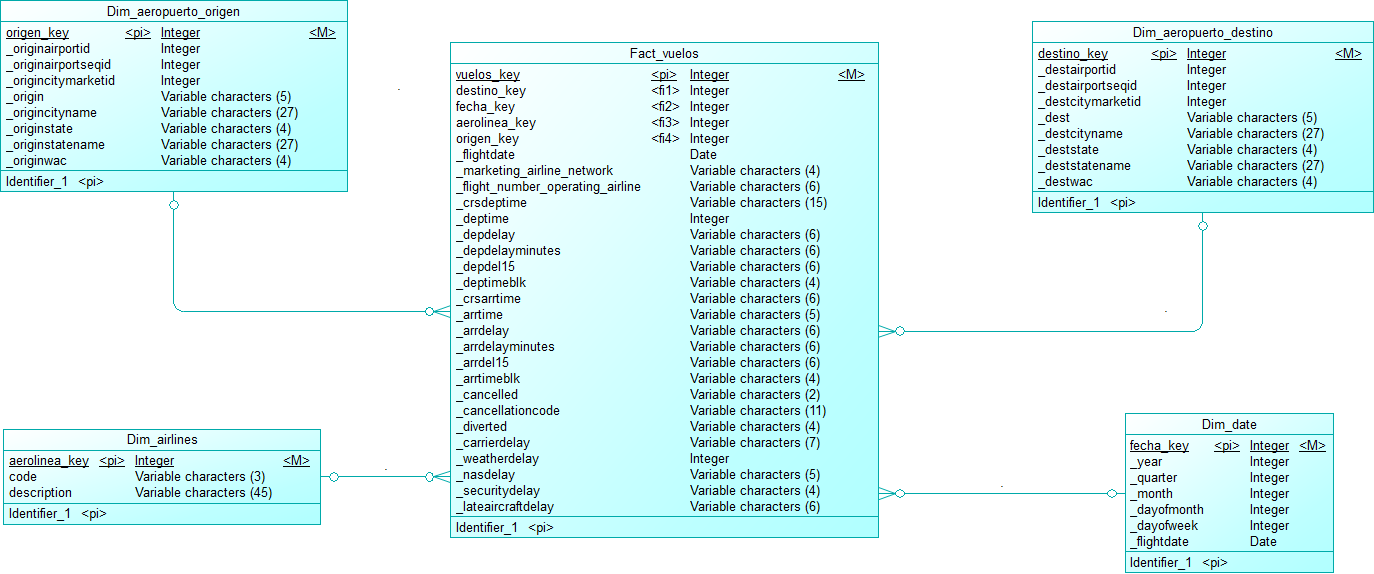 Dim_aeropuerto_origen
origen_key <pi> Integer <M>
_originairportid Integer
_originairportseqid Integer
_origincitymarketid Integer
_origin Variable characters (5)
_origincityname Variable characters (27)
_originstate Variable characters (4)
_originstatename Variable characters (27)
_originwac Variable characters (4)
Identifier_1 <pi>
Fact_vuelos
vuelos_key <pi> Integer <M>
destino_key <fi1> Integer
fecha_key <fi2> Integer
aerolinea_key <fi3> Integer
origen_key <fi4> Integer
_flightdate Date
_marketing_airline_network Variable characters (4)
_flight_number_operating_airline Variable characters (6)
_crsdeptime Variable characters (15)
_deptime Integer
_depdelay Variable characters (6)
_depdelayminutes Variable characters (6)
_depdel15 Variable characters (6)
_deptimeblk Variable characters (4)
_crsarrtime Variable characters (6)
_arrtime Variable characters (5)
_arrdelay Variable characters (6)
_arrdelayminutes Variable characters (6)
_arrdel15 Variable characters (6)
_arrtimeblk Variable characters (4)
_cancelled Variable characters (2)
_cancellationcode Variable characters (11)
_diverted Variable characters (4)
_carrierdelay Variable characters (7)
_weatherdelay Integer
_nasdelay Variable characters (5)
_securitydelay Variable characters (4)
_lateaircraftdelay Variable characters (6)
Identifier_1 <pi>
Dim_aeropuerto_destino
destino_key <pi> Integer <M>
_destairportid Integer
_destairportseqid Integer
_destcitymarketid Integer
_dest Variable characters (5)
_destcityname Variable characters (27)
_deststate Variable characters (4)
_deststatename Variable characters (27)
_destwac Variable characters (4)
Identifier_1 <pi>
Dim_airlines
aerolinea_key <pi> Integer <M>
code Variable characters (3)
description Variable characters (45)
Identifier_1 <pi>
Dim_date
fecha_key <pi> Integer <M>
_year Integer
_quarter Integer
_month Integer
_dayofmonth Integer
_dayofweek Integer
_flightdate Date
Identifier_1 <pi>